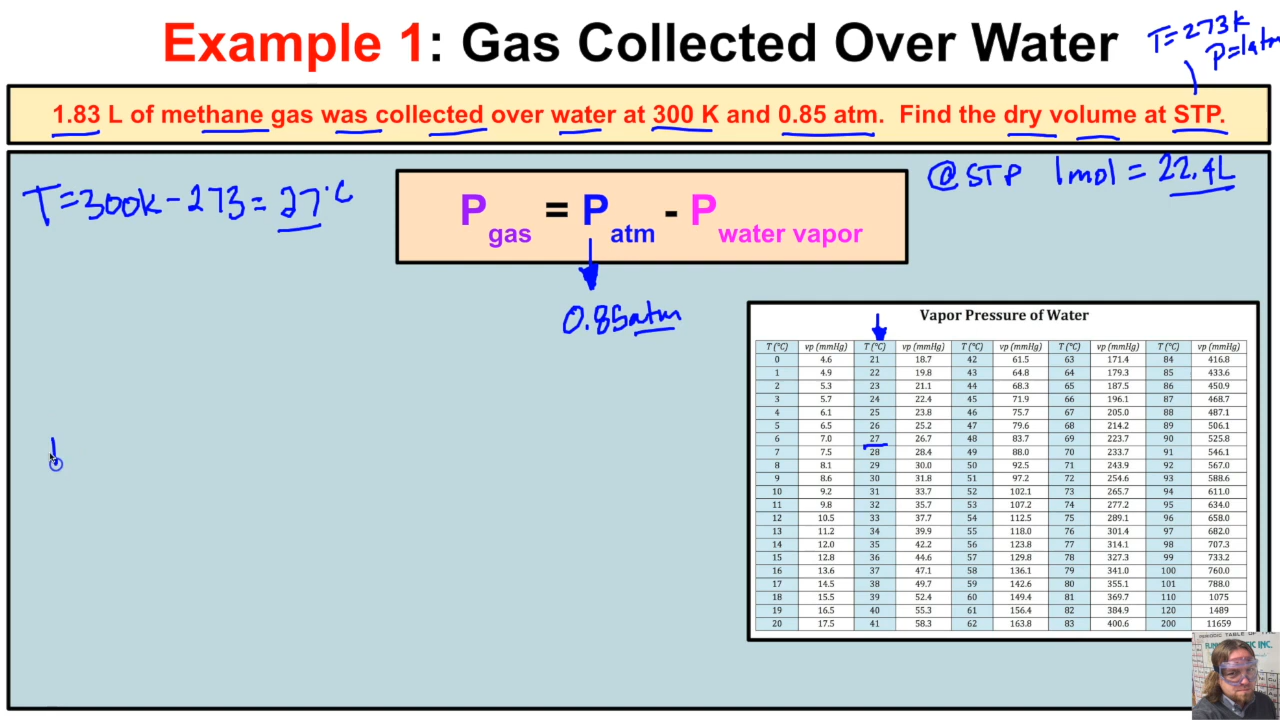 Example 1: Gas Collected Over Water
T=273k
P=1atm
1.83 L of methane gas was collected over water at 300 K and 0.85 atm. Find the dry volume at STP.
T=300k-273=27°C
P gas = P atm - P water vapor
@STP 1mol = 22.4L
0.85atm
Vapor Pressure of Water
T (°C) vp (mmHg) T (°C) vp (mmHg) T (°C) vp (mmHg) T (°C) vp (mmHg) T (°C) vp (mmHg)
0 4.6 21 18.7 42 61.5 63 171.4 84 416.8
1 4.9 22 19.8 43 64.8 64 179.3 85 433.6
2 5.3 23 21.1 44 68.3 65 187.5 86 450.9
3 5.7 24 22.4 45 71.9 66 196.1 87 468.7
4 6.1 25 23.8 46 75.7 67 205.0 88 487.1
5 6.5 26 25.2 47 79.6 68 214.2 89 506.1
6 7.0 27 26.7 48 83.7 69 223.7 90 525.8
7 7.5 28 28.4 49 88.0 70 233.7 91 546.1
8 8.1 29 30.0 50 92.5 71 243.9 92 567.0
9 8.6 30 31.8 51 97.2 72 254.6 93 588.6
10 9.2 31 33.7 52 102.1 73 265.7 94 611.0
11 9.8 32 35.7 53 107.2 74 277.2 95 634.0
12 10.5 33 37.7 54 112.5 75 289.1 96 658.0
13 11.2 34 39.9 55 118.0 76 301.4 97 682.0
14 12.0 35 42.2 56 123.8 77 314.1 98 707.3
15 12.8 36 44.6 57 129.8 78 327.3 99 733.2
16 13.6 37 47.1 58 136.1 79 341.0 100 760.0
17 14.5 38 49.7 59 142.6 80 355.1 101 788.0
18 15.5 39 52.4 60 149.4 81 369.7 110 1075
19 16.5 40 55.3 61 156.4 82 384.9 120 1489
20 17.5 41 58.3 62 163.8 83 400.6 200 11659
PERIODIC TABLE OF
INC.